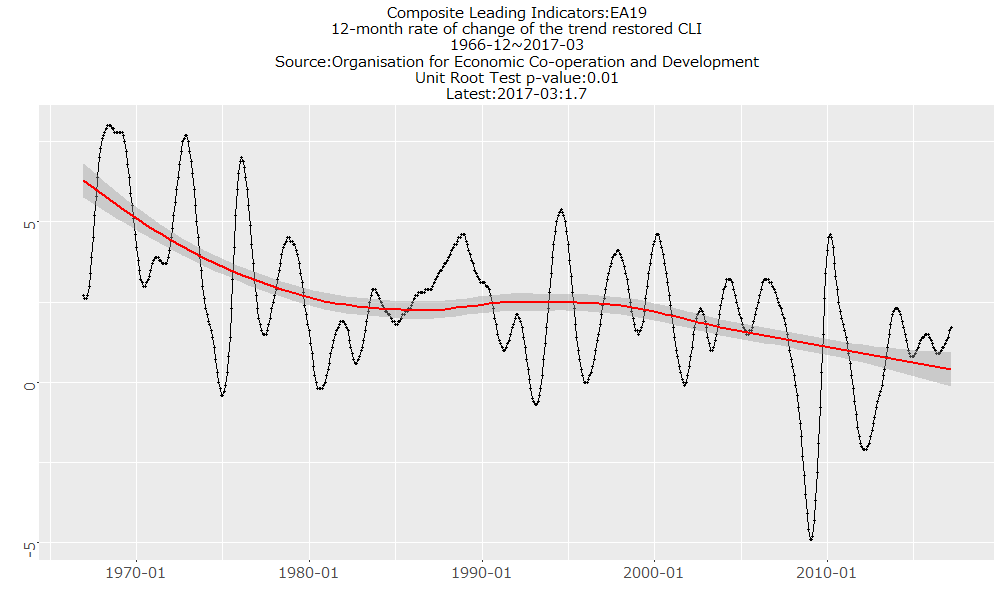 Composite Leading Indicators:EA19
12-month rate of change of the trend restored CLI
1966-12~2017-03
Source:Organisation for Economic Co-operation and Development
Unit Root Test p-value:0.01
Latest:2017-03:1.7
5
0
-5
1970-01 1980-01 1990-01 2000-01 2010-01